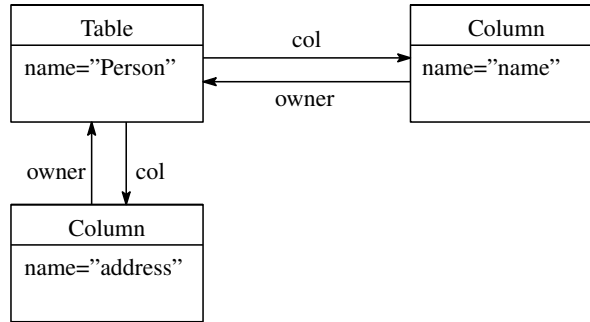 Table
name=”Person”
col
owner
Column
name=”name”
owner
col
Column
name=”address”